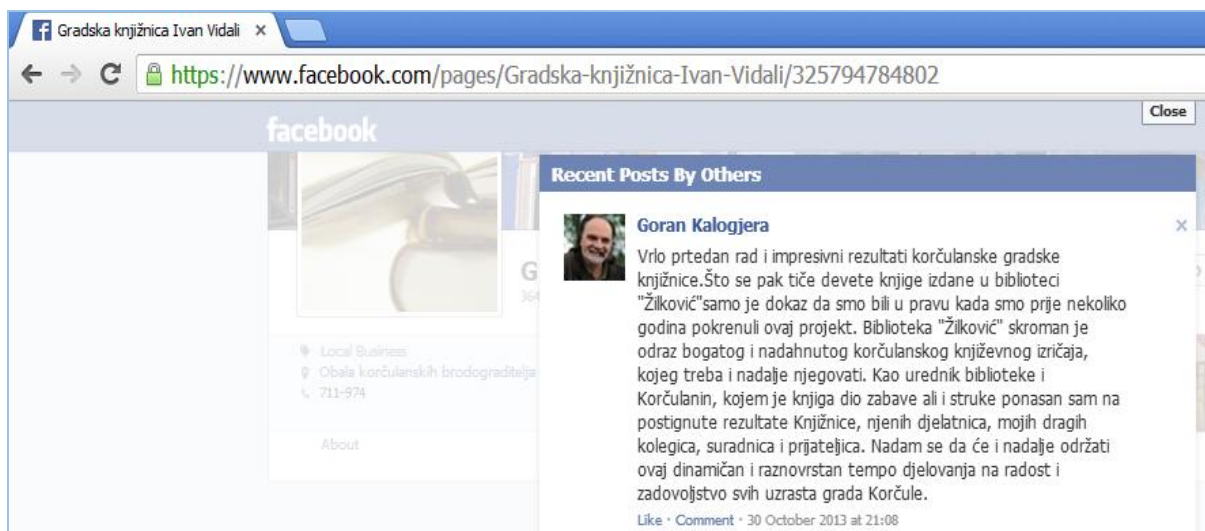 Gradska knjižnica Ivan Vidali
https://www.facebook.com/pages/Gradska-knjižnica-Ivan-Vidali/325794784802
Close
facebook
Recent Posts By Others
Goran Kalogjera
Vrlo prtedan rad i impresivni rezultati korčulanske gradske
knjižnice.Što se pak tiče devete knjige izdane u biblioteci
"Žilković"samo je dokaz da smo bili u pravu kada smo prije nekoliko
godina pokrenuli ovaj projekt. Biblioteka "Žilković" skroman je
odraz bogatog i nadahnutog korčulanskog književnog izričaja,
kojeg treba i nadalje njegovati. Kao urednik biblioteke i
Korčulanin, kojem je knjiga dio zabave ali i struke ponasan sam na
postignute rezultate Knjižnice, njenih djelatnica, mojih dragih
kolegica, suradnica i prijateljica. Nadam se da će i nadalje održati
ovaj dinamičan i raznovrstan tempo djelovanja na radost i
zadovoljstvo svih uzrasta grada Korčule.
Like · Comment · 30 October 2013 at 21:08
G
364
Local Business
Obala korčulanskih brodograditelja
711-974
About